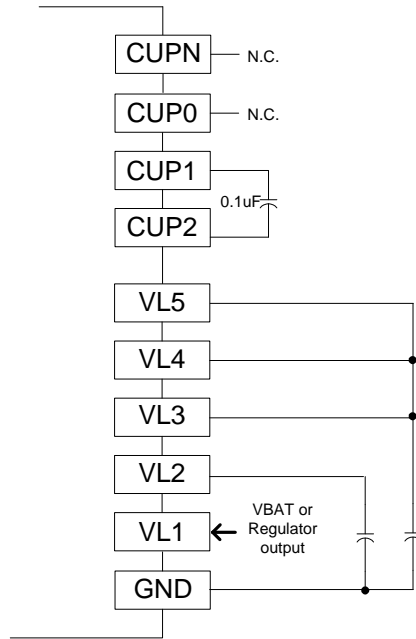 CUPN
N.C.
CUP0
N.C.
CUP1
0.1uF
CUP2
VL5
VL4
VL3
VL2
VL1
VBAT or
Regulator
output
GND